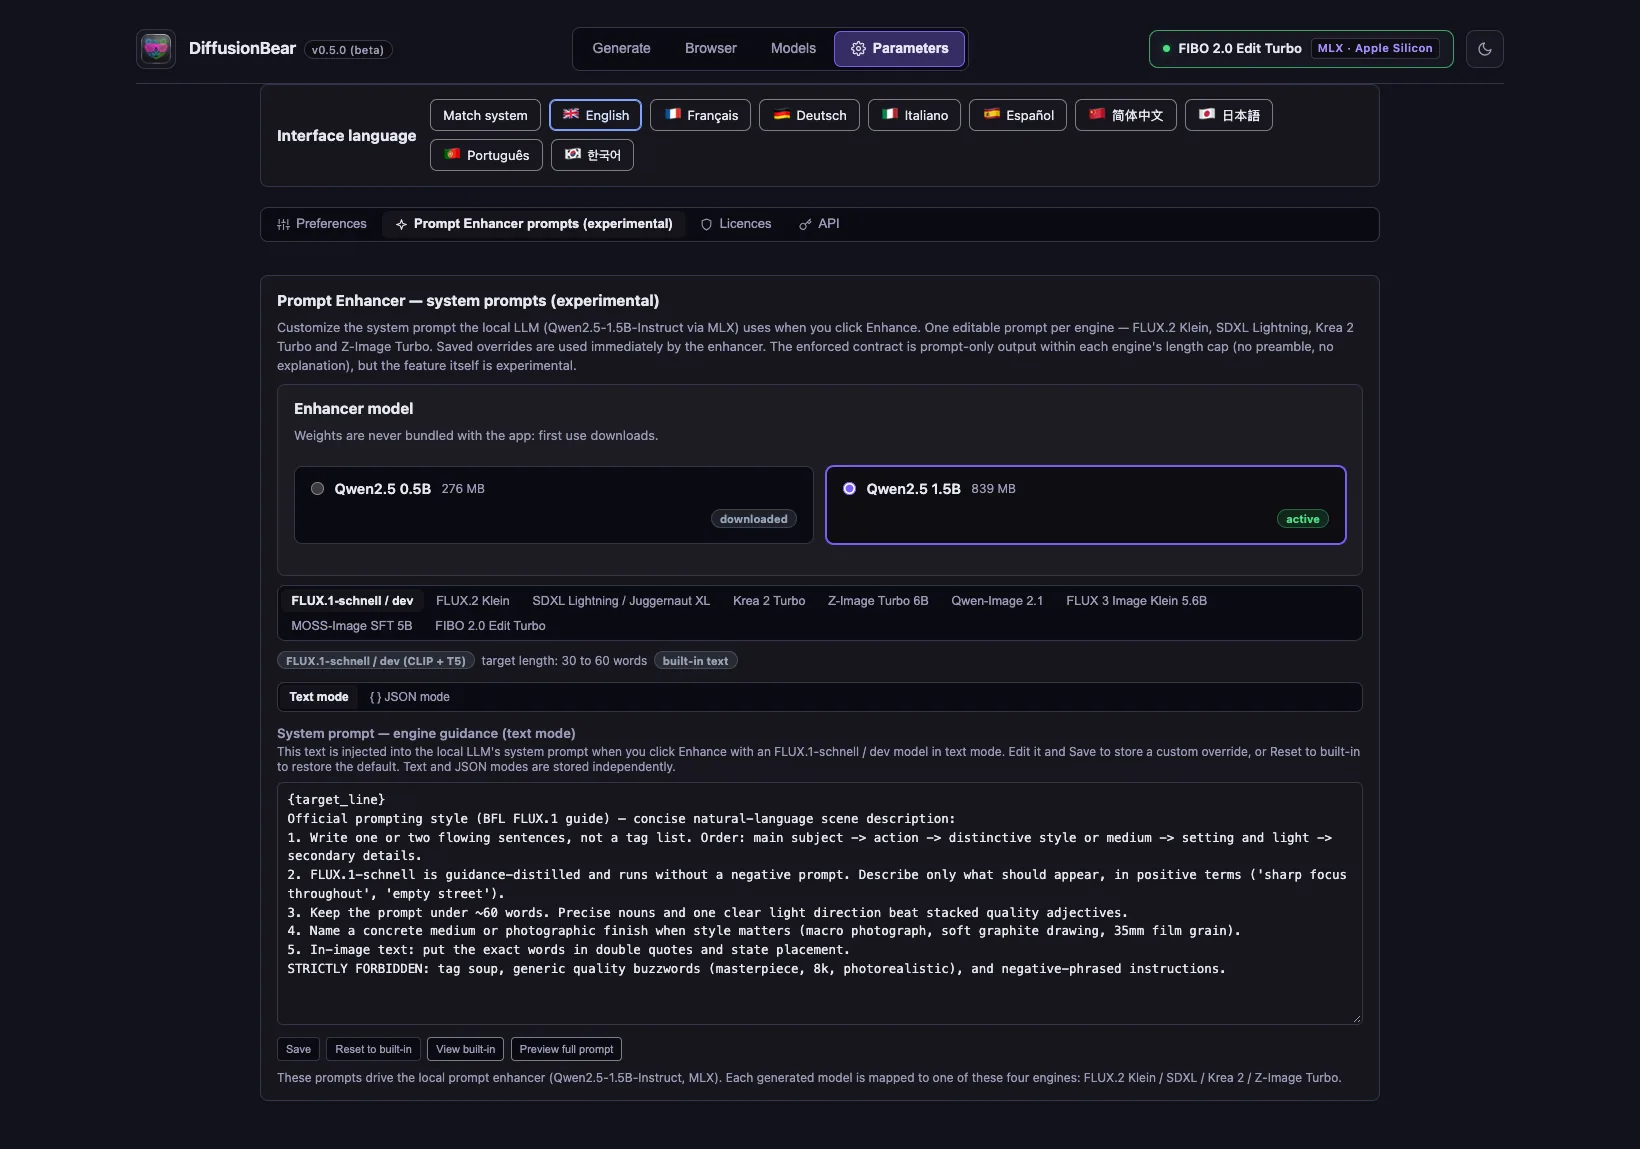 DiffusionBear v0.5.0 (beta)
Generate Browser Models Parameters
FIBO 2.0 Edit Turbo MLX · Apple Silicon
Interface language
Match system English Français Deutsch Italiano Español 简体中文 日本語
Português 한국어
Preferences Prompt Enhancer prompts (experimental) Licences API
Prompt Enhancer — system prompts (experimental)
Customize the system prompt the local LLM (Qwen2.5-1.5B-Instruct via MLX) uses when you click Enhance. One editable prompt per engine — FLUX.2 Klein, SDXL Lightning, Krea 2
Turbo and Z-Image Turbo. Saved overrides are used immediately by the enhancer. The enforced contract is prompt-only output within each engine's length cap (no preamble, no
explanation), but the feature itself is experimental.
Enhancer model
Weights are never bundled with the app: first use downloads.
Qwen2.5 0.5B 276 MB
downloaded
Qwen2.5 1.5B 839 MB
active
FLUX.1-schnell / dev FLUX.2 Klein SDXL Lightning / Juggernaut XL Krea 2 Turbo Z-Image Turbo 6B Qwen-Image 2.1 FLUX 3 Image Klein 5.6B
MOSS-Image SFT 5B FIBO 2.0 Edit Turbo
FLUX.1-schnell / dev (CLIP + T5) target length: 30 to 60 words built-in text
Text mode { } JSON mode
System prompt — engine guidance (text mode)
This text is injected into the local LLM's system prompt when you click Enhance with an FLUX.1-schnell / dev model in text mode. Edit it and Save to store a custom override, or Reset to built-in
to restore the default. Text and JSON modes are stored independently.
{target_line}
Official prompting style (BFL FLUX.1 guide) — concise natural-language scene description:
1. Write one or two flowing sentences, not a tag list. Order: main subject -> action -> distinctive style or medium -> setting and light ->
secondary details.
2. FLUX.1-schnell is guidance-distilled and runs without a negative prompt. Describe only what should appear, in positive terms ('sharp focus
throughout', 'empty street').
3. Keep the prompt under ~60 words. Precise nouns and one clear light direction beat stacked quality adjectives.
4. Name a concrete medium or photographic finish when style matters (macro photograph, soft graphite drawing, 35mm film grain).
5. In-image text: put the exact words in double quotes and state placement.
STRICTLY FORBIDDEN: tag soup, generic quality buzzwords (masterpiece, 8k, photorealistic), and negative-phrased instructions.
Save Reset to built-in View built-in Preview full prompt
These prompts drive the local prompt enhancer (Qwen2.5-1.5B-Instruct, MLX). Each generated model is mapped to one of these four engines: FLUX.2 Klein / SDXL / Krea 2 / Z-Image Turbo.